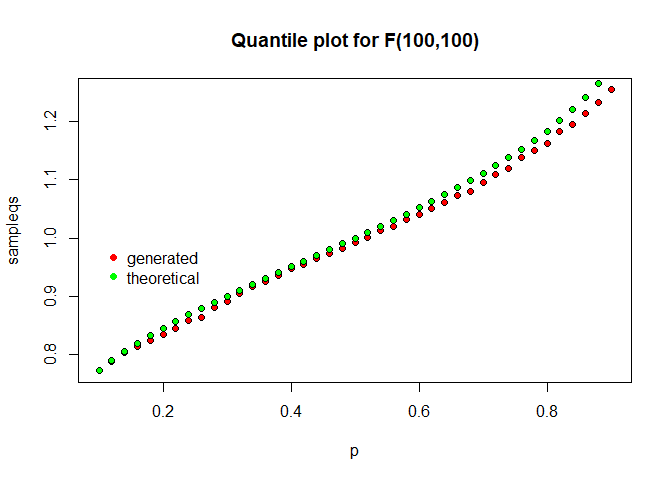 Quantile plot for F(100,100)
sampleqs
1.2
1.1
1.0
0.9
0.8
generated
theoretical
0.2 0.4 0.6 0.8
p